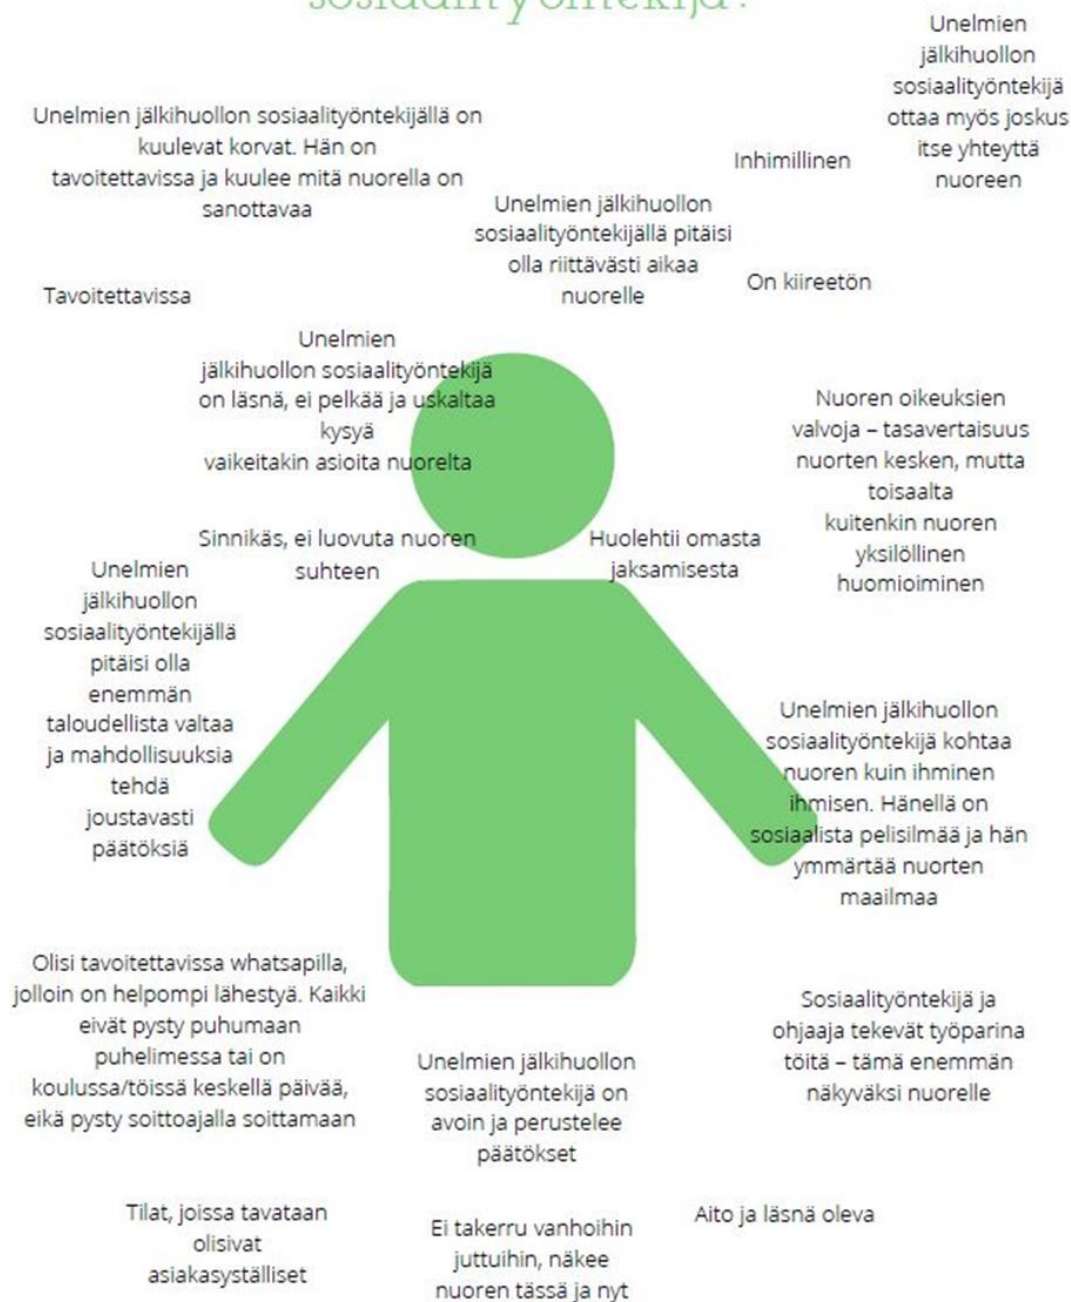 sosiaalityöntekijä?
Unelmien
jälkihuollon
sosiaalityöntekijä
ottaa myös joskus
itse yhteyttä
nuoreen
Unelmien jälkihuollon sosiaalityöntekijällä on
kuulevat korvat. Hän on
tavoitettavissa ja kuulee mitä nuorella on
sanottavaa
Inhimillinen
Unelmien jälkihuollon
sosiaalityöntekijällä pitäisi
olla riittävästi aikaa
nuorelle
On kiireetön
Tavoitettavissa
Unelmien
jälkihuollon sosiaalityöntekijä
on läsnä, ei pelkää ja uskaltaa
kysyä
vaikeitakin asioita nuorelta
Nuoren oikeuksien
valvoja – tasavertaisuus
nuorten kesken, mutta
toisaalta
kuitenkin nuoren
yksilöllinen
huomioiminen
Sinnikäs, ei luovuta nuoren
suhteen
Huolehtii omasta
jaksamisesta
Unelmien
jälkihuollon
sosiaalityöntekijällä
pitäisi olla
enemmän
taloudellista valtaa
ja mahdollisuuksia
tehdä
joustavasti
päätöksiä
Unelmien jälkihuollon
sosiaalityöntekijä kohtaa
nuoren kuin ihminen
ihmisen. Hänellä on
sosiaalista pelisilmää ja hän
ymmärtää nuorten
maailmaa
Olisi tavoitettavissa whatsapilla,
jolloin on helpompi lähestyä. Kaikki
eivät pysty puhumaan
puhelimessa tai on
koulussa/töissä keskellä päivää,
eikä pysty soittoajalla soittamaan
Unelmien jälkihuollon
sosiaalityöntekijä on
avoin ja perustelee
päätökset
Sosiaalityöntekijä ja
ohjaaja tekevät työparina
töitä – tämä enemmän
näkyväksi nuorelle
Tilat, joissa tavataan
olisivat
asiakasyställiset
Ei takerru vanhoihin
juttuihin, näkee
nuoren tässä ja nyt
Aito ja läsnä oleva